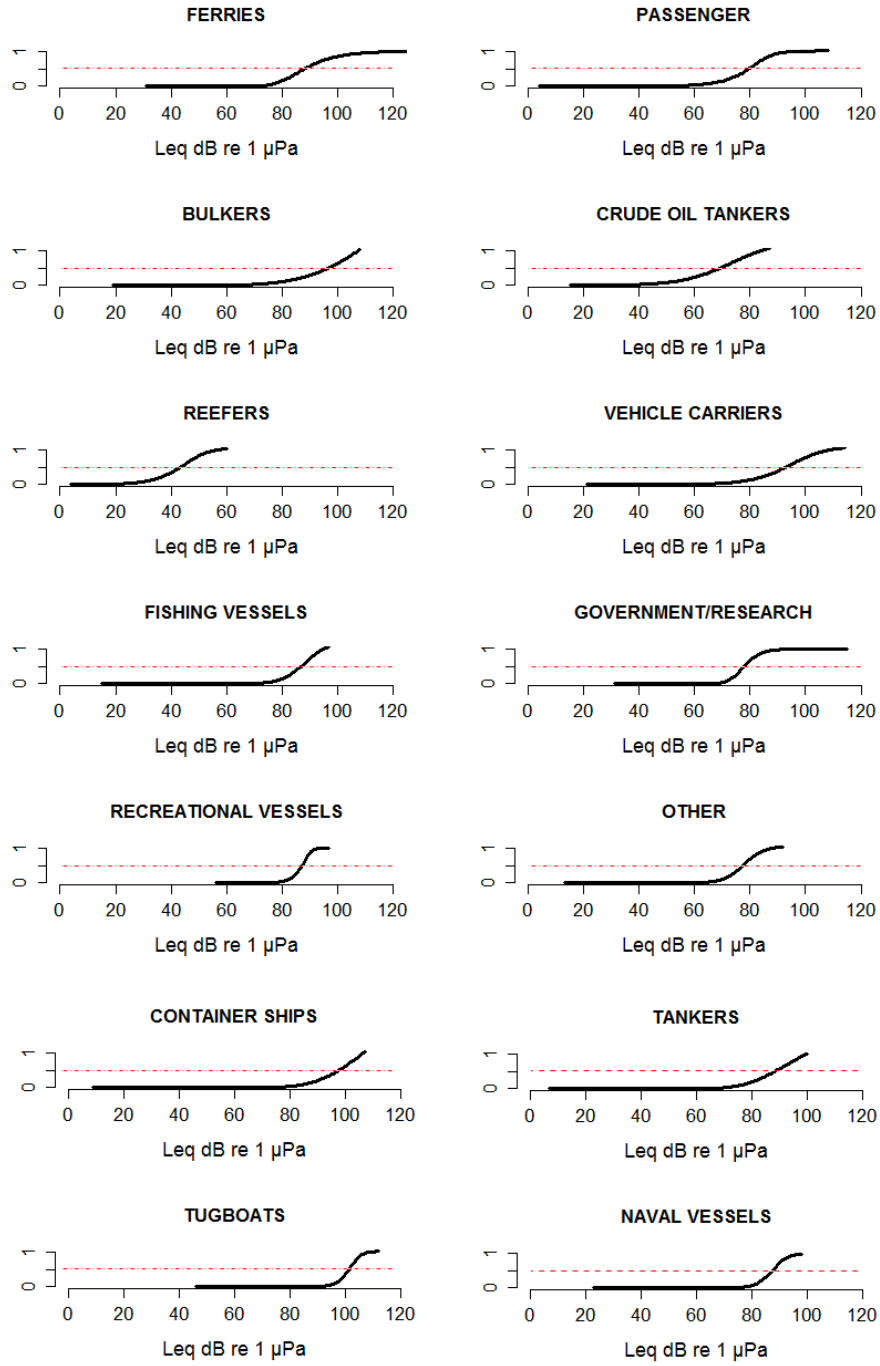 FERRIES PASSENGER
0 1 0 1
0 20 40 60 80 100 120 0 20 40 60 80 100 120
Leq dB re 1 µPa Leq dB re 1 µPa
BULKERS CRUDE OIL TANKERS
0 1 0 1
0 20 40 60 80 100 120 0 20 40 60 80 100 120
Leq dB re 1 µPa Leq dB re 1 µPa
REEFERS VEHICLE CARRIERS
0 1 0 1
0 20 40 60 80 100 120 0 20 40 60 80 100 120
Leq dB re 1 µPa Leq dB re 1 µPa
FISHING VESSELS GOVERNMENT/RESEARCH
0 1 0 1
0 20 40 60 80 100 120 0 20 40 60 80 100 120
Leq dB re 1 µPa Leq dB re 1 µPa
RECREATIONAL VESSELS OTHER
0 1 0 1
0 20 40 60 80 100 120 0 20 40 60 80 100 120
Leq dB re 1 µPa Leq dB re 1 µPa
CONTAINER SHIPS TANKERS
0 1 0 1
0 20 40 60 80 100 120 0 20 40 60 80 100 120
Leq dB re 1 µPa Leq dB re 1 µPa
TUGBOATS NAVAL VESSELS
0 1 0 1
0 20 40 60 80 100 120 0 20 40 60 80 100 120
Leq dB re 1 µPa Leq dB re 1 µPa